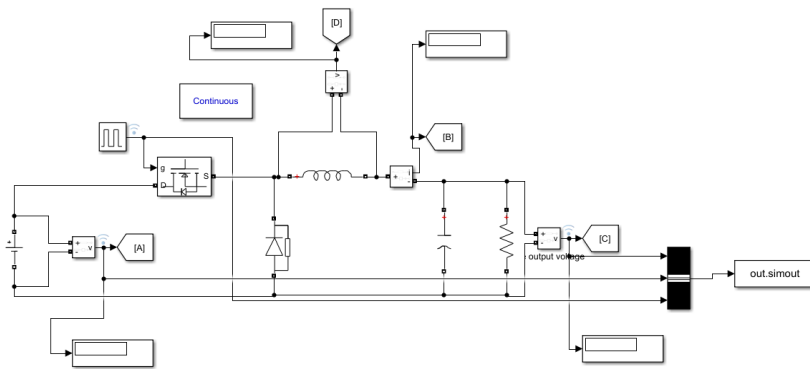 [D]
Continuous
[B]
g
S
D
i
+
-
+
-
v
[A]
+
-
v
[C]
output voltage
out.simout